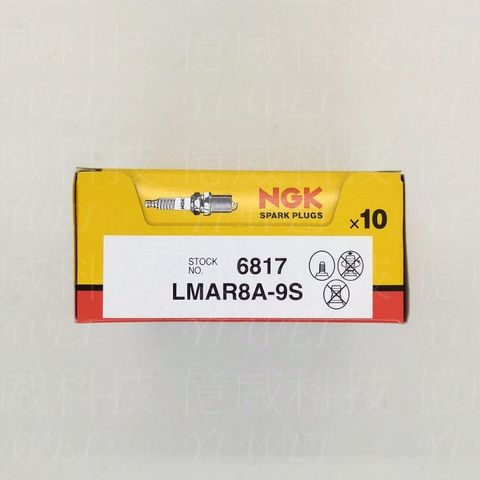 NGK
SPARK PLUGS
x10
STOCK NO. 6817
LMAR8A-9S
億威科技
YI WEI